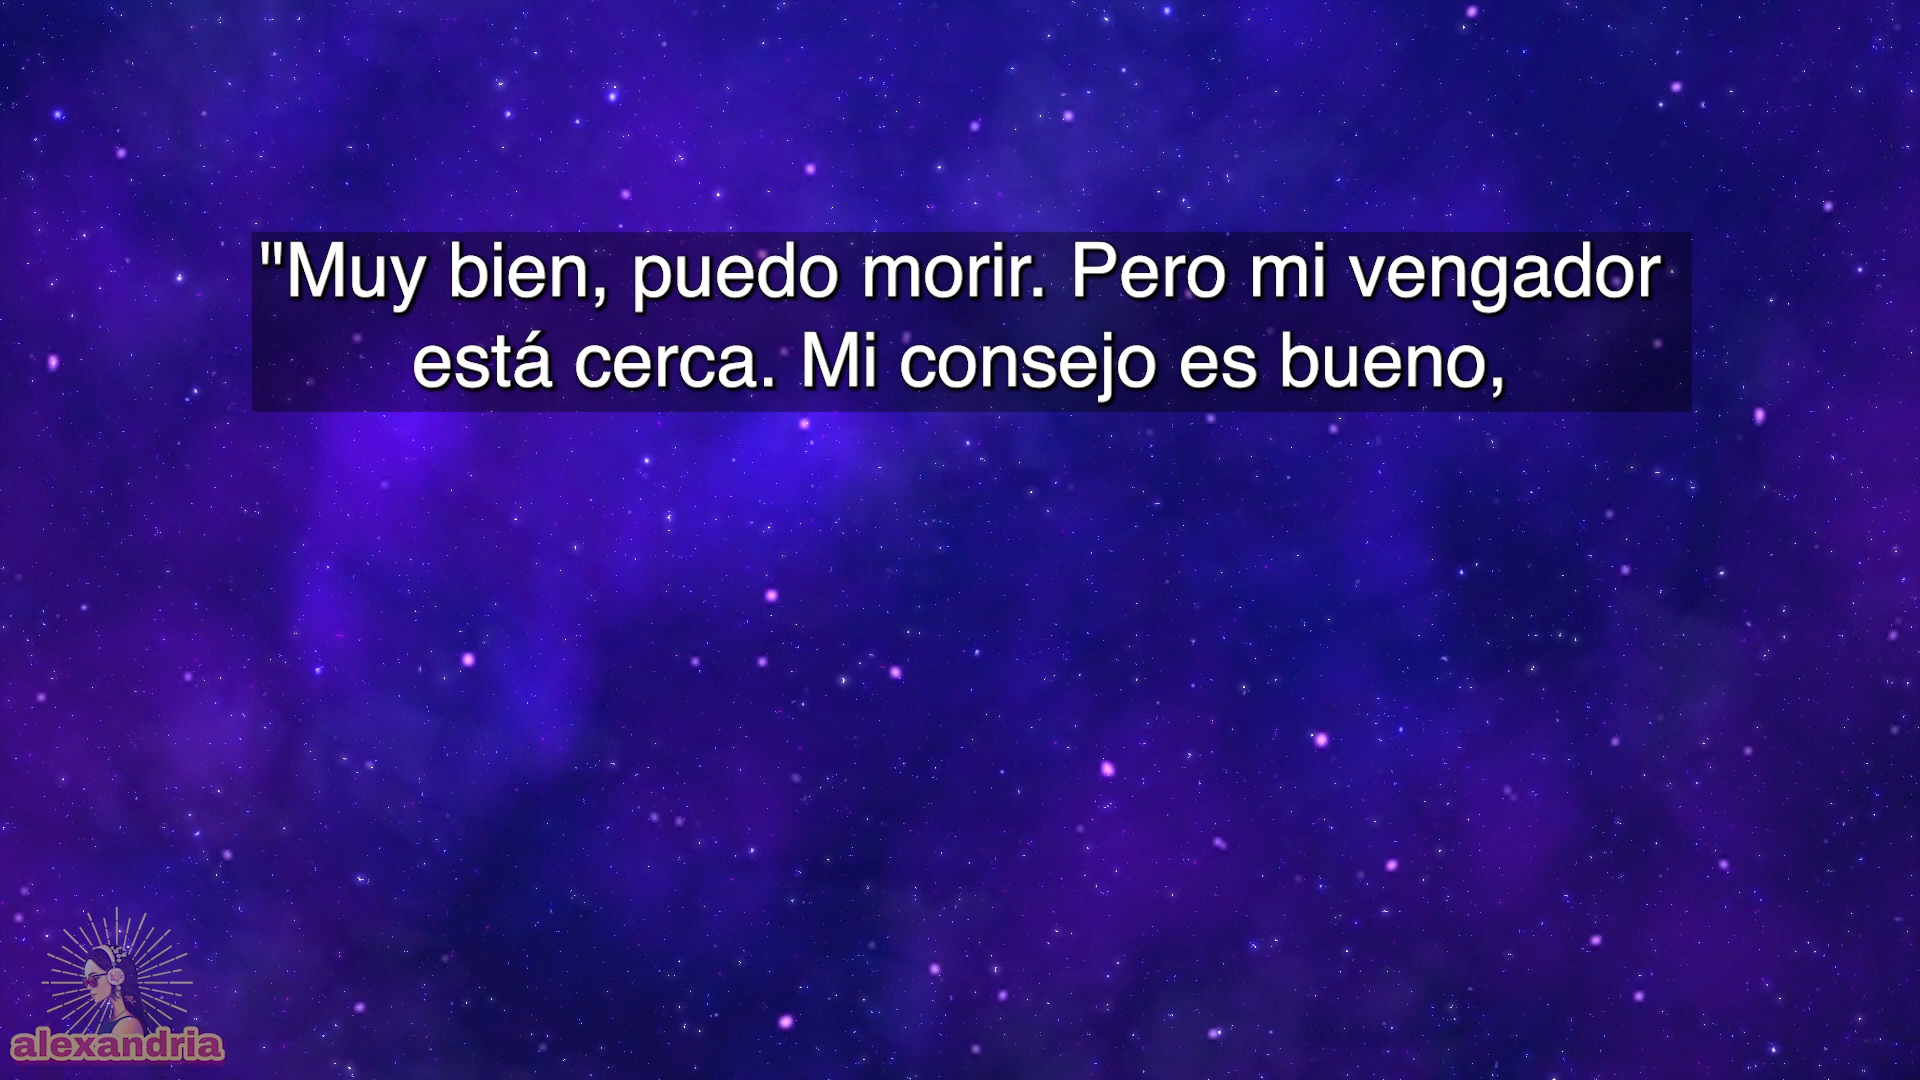 "Muy bien, puedo morir. Pero mi vengador
está cerca. Mi consejo es bueno,
alexandria